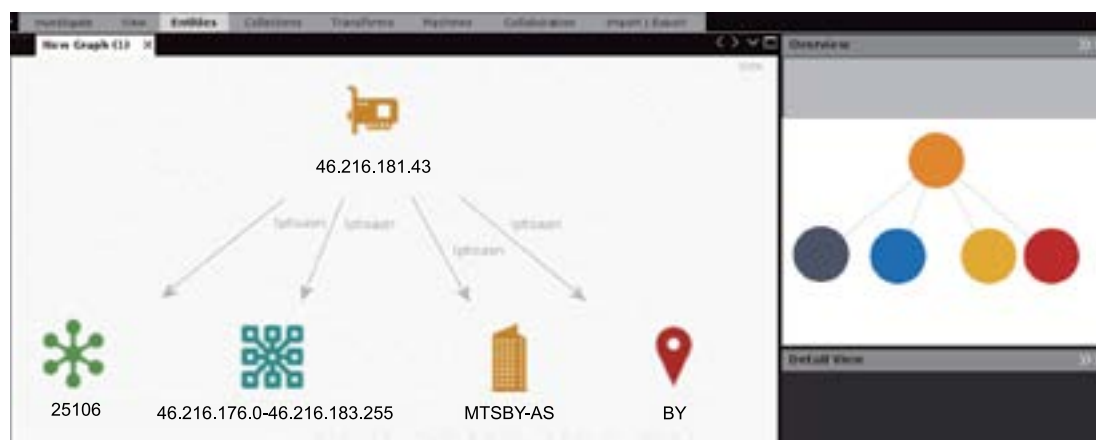 Investigate View Entities Collections Transforms Machines Collaboration Import | Export
New Graph (1)
Overview
46.216.181.43
iptoasn
iptoasn
iptoasn
iptoasn
Detail View
25106
46.216.176.0-46.216.183.255
MTSBY-AS
BY